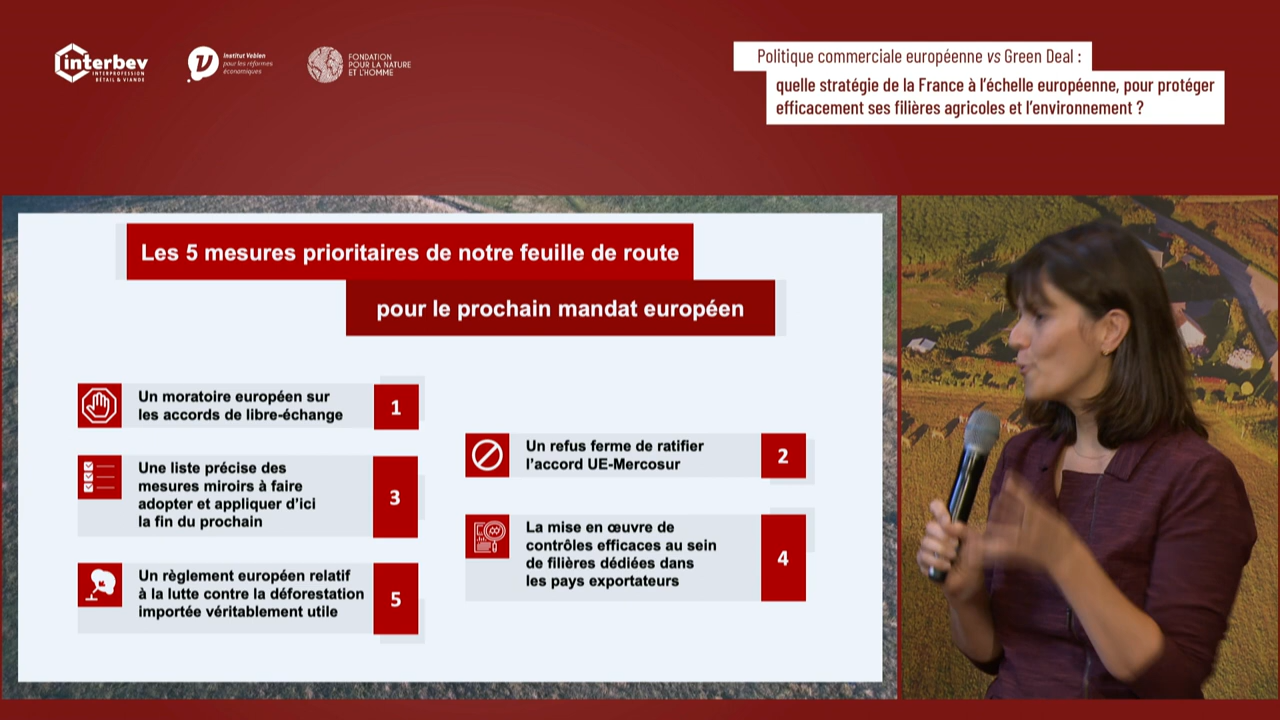 interbev
INTERPROFESSION
BÉTAIL & VIANDE
Institut Veblen
pour les réformes
économiques
FONDATION
POUR LA NATURE
ET L'HOMME
Politique commerciale européenne vs Green Deal :
quelle stratégie de la France à l'échelle européenne, pour protéger
efficacement ses filières agricoles et l'environnement ?
Les 5 mesures prioritaires de notre feuille de route
pour le prochain mandat européen
Un moratoire européen sur
les accords de libre-échange
1
Un refus ferme de ratifier
l'accord UE-Mercosur
2
Une liste précise des
mesures miroirs à faire
adopter et appliquer d'ici
la fin du prochain
3
La mise en œuvre de
contrôles efficaces au sein
de filières dédiées dans
les pays exportateurs
4
Un règlement européen relatif
à la lutte contre la déforestation
importée véritablement utile
5